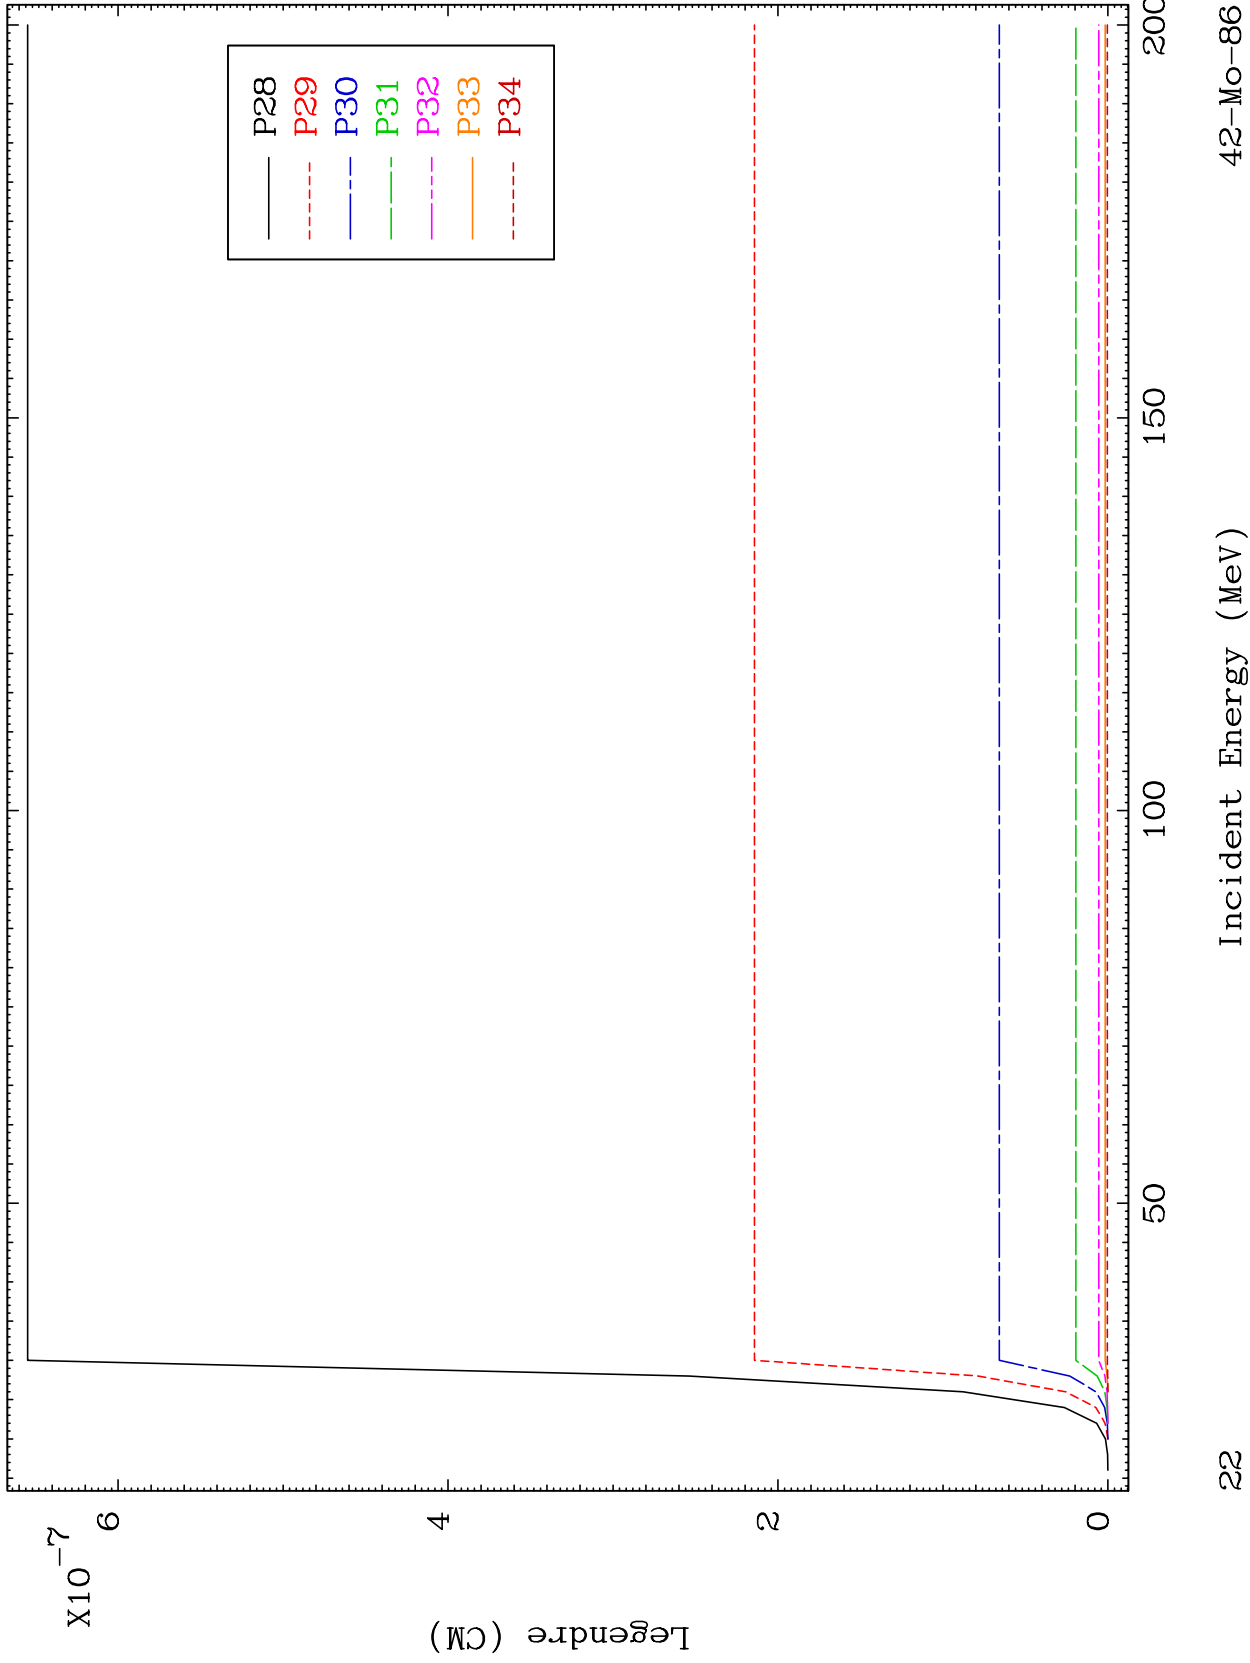 X10-7
6
4
2
0
Legendre (CM)
P28
P29
P30
P31
P32
P33
P34
50
100
150
200
Incident Energy (MeV)
22
42-Mo-86